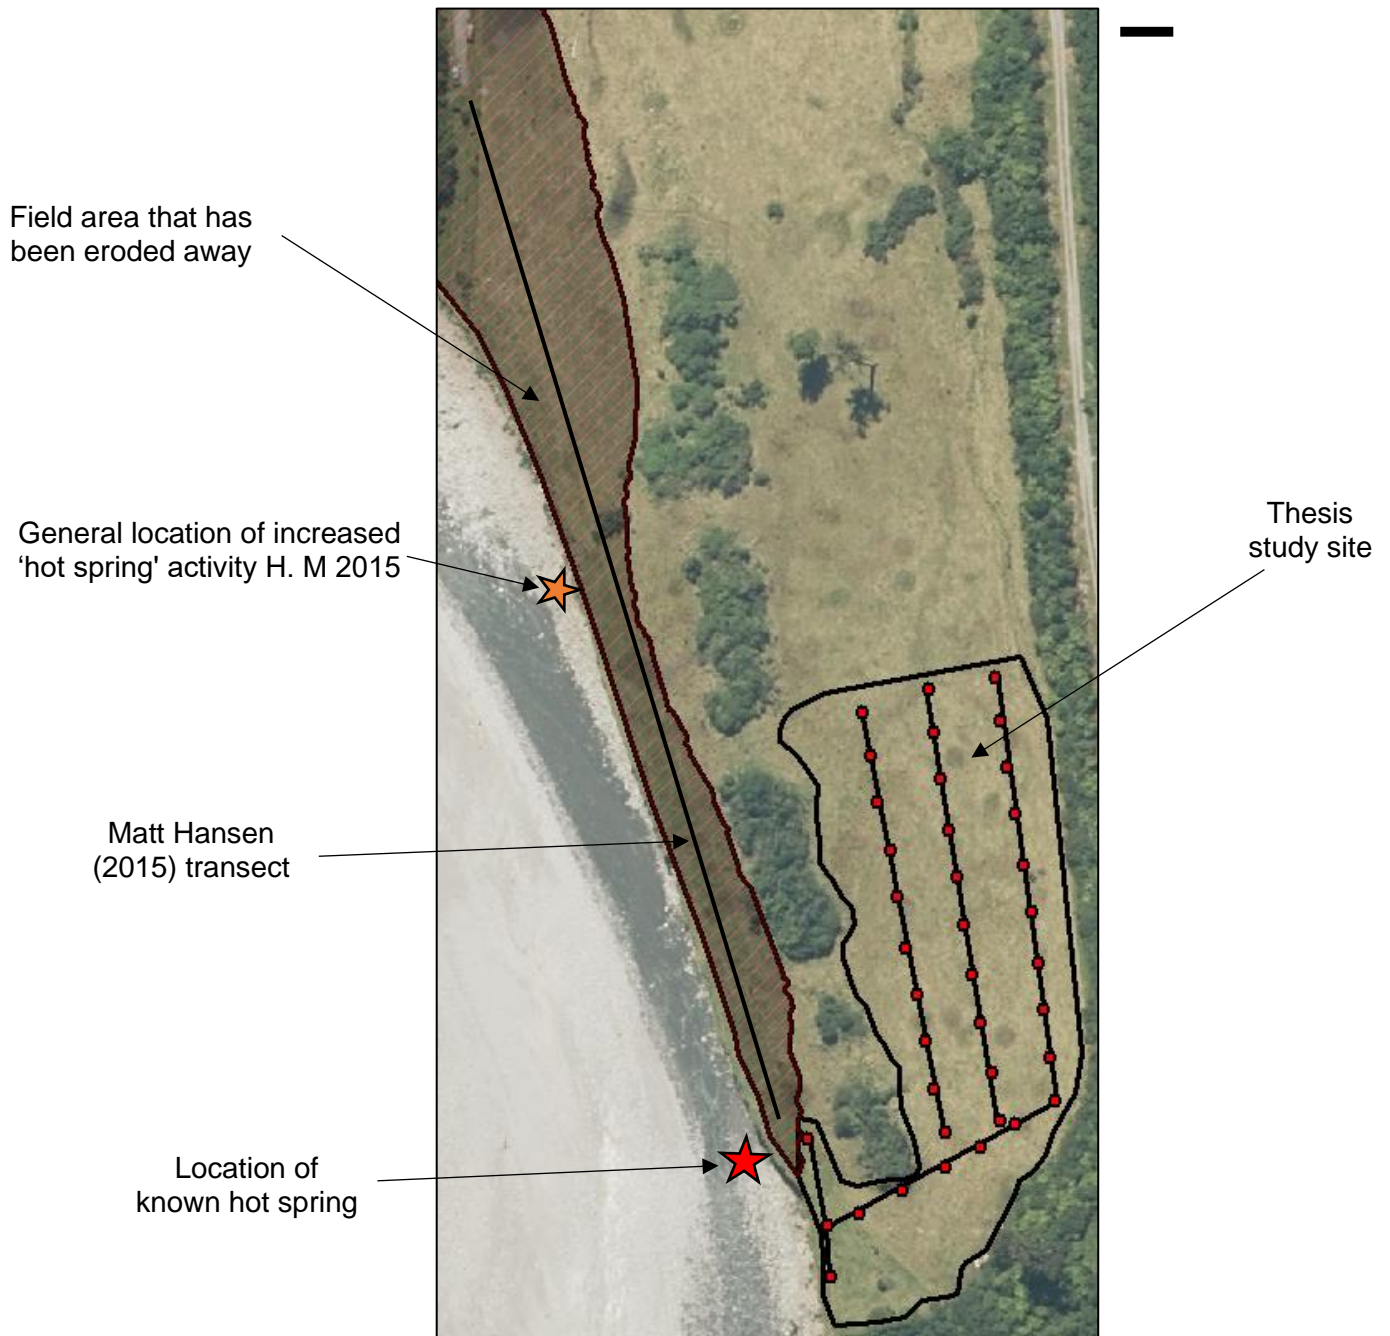 Field area that has
been eroded away
General location of increased
‘hot spring' activity H. M 2015
Thesis
study site
Matt Hansen
(2015) transect
Location of
known hot spring